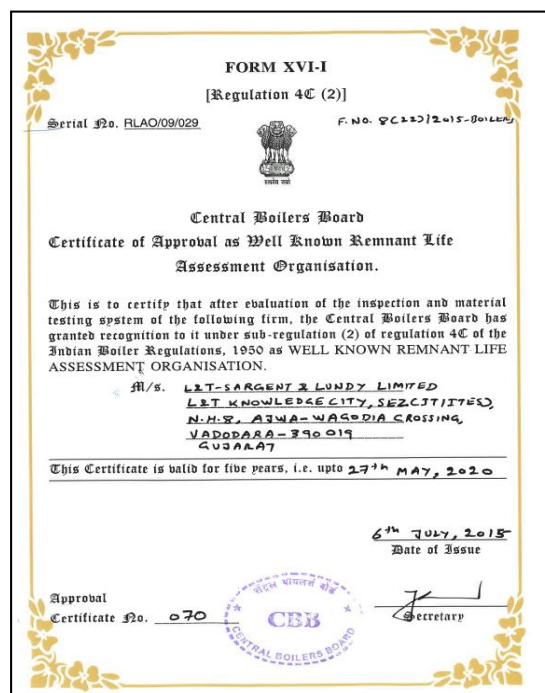 FORM XVI-I
[Regulation 4C (2)]
Serial No. RLAO/09/029
F. NO. 8(22)/2015-BOILERS
सत्यमेव जयते
Central Boilers Board
Certificate of Approval as Well Known Remnant Life
Assessment Organisation.
This is to certify that after evaluation of the inspection and material
testing system of the following firm, the Central Boilers Board has
granted recognition to it under sub-regulation (2) of regulation 4C of the
Indian Boiler Regulations, 1950 as WELL KNOWN REMNANT LIFE
ASSESSMENT ORGANISATION.
M/s. L&T-SARGENT & LUNDY LIMITED
L&T KNOWLEDGE CITY, SEZ(IT/ITES),
N.H.8, AJWA-WAGODIA CROSSING,
VADODARA-390019
GUJARAT
This Certificate is valid for five years, i.e. upto 27th MAY, 2020
6th JULY, 2015
Date of Issue
Approval
Certificate No. 070
सेंट्रल बॉयलर्स बोर्ड
CBB
CENTRAL BOILERS BOARD
Secretary